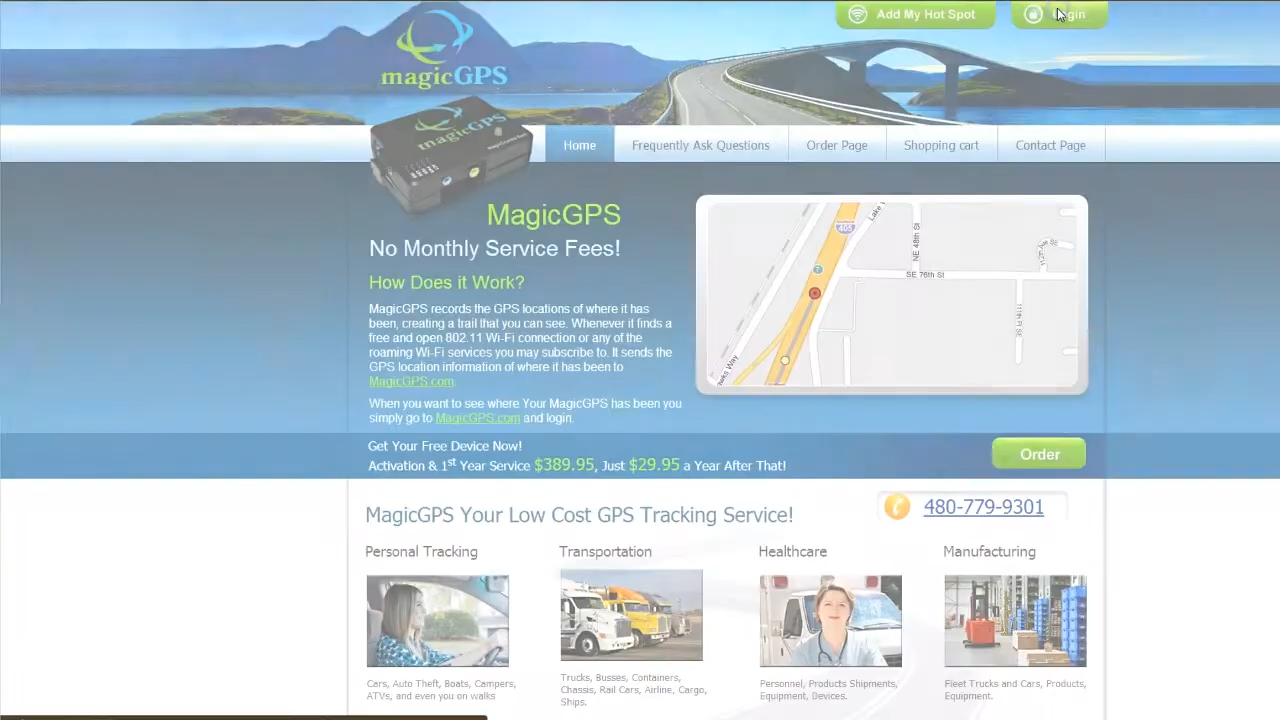 Add My Hot Spot
Login
magicGPS
magicGPS
Home
Frequently Ask Questions
Order Page
Shopping cart
Contact Page
MagicGPS
No Monthly Service Fees!
How Does it Work?
MagicGPS records the GPS locations of where it has
been, creating a trail that you can see. Whenever it finds a
free and open 802.11 Wi-Fi connection or any of the
roaming Wi-Fi services you may subscribe to. It sends the
GPS location information of where it has been to
MagicGPS.com.
When you want to see where Your MagicGPS has been you
simply go to MagicGPS.com and login.
Lake
405
NE 48th St
SE 76th St
Get Your Free Device Now!
Activation & 1st Year Service $389.95, Just $29.95 a Year After That!
Order
MagicGPS Your Low Cost GPS Tracking Service!
480-779-9301
Personal Tracking
Transportation
Healthcare
Manufacturing
Cars, Auto Theft, Boats, Campers,
ATVs, and even you on walks
Trucks, Busses, Containers,
Chassis, Rail Cars, Airline, Cargo,
Ships.
Personnel, Products Shipments,
Equipment, Devices.
Fleet Trucks and Cars, Products,
Equipment.